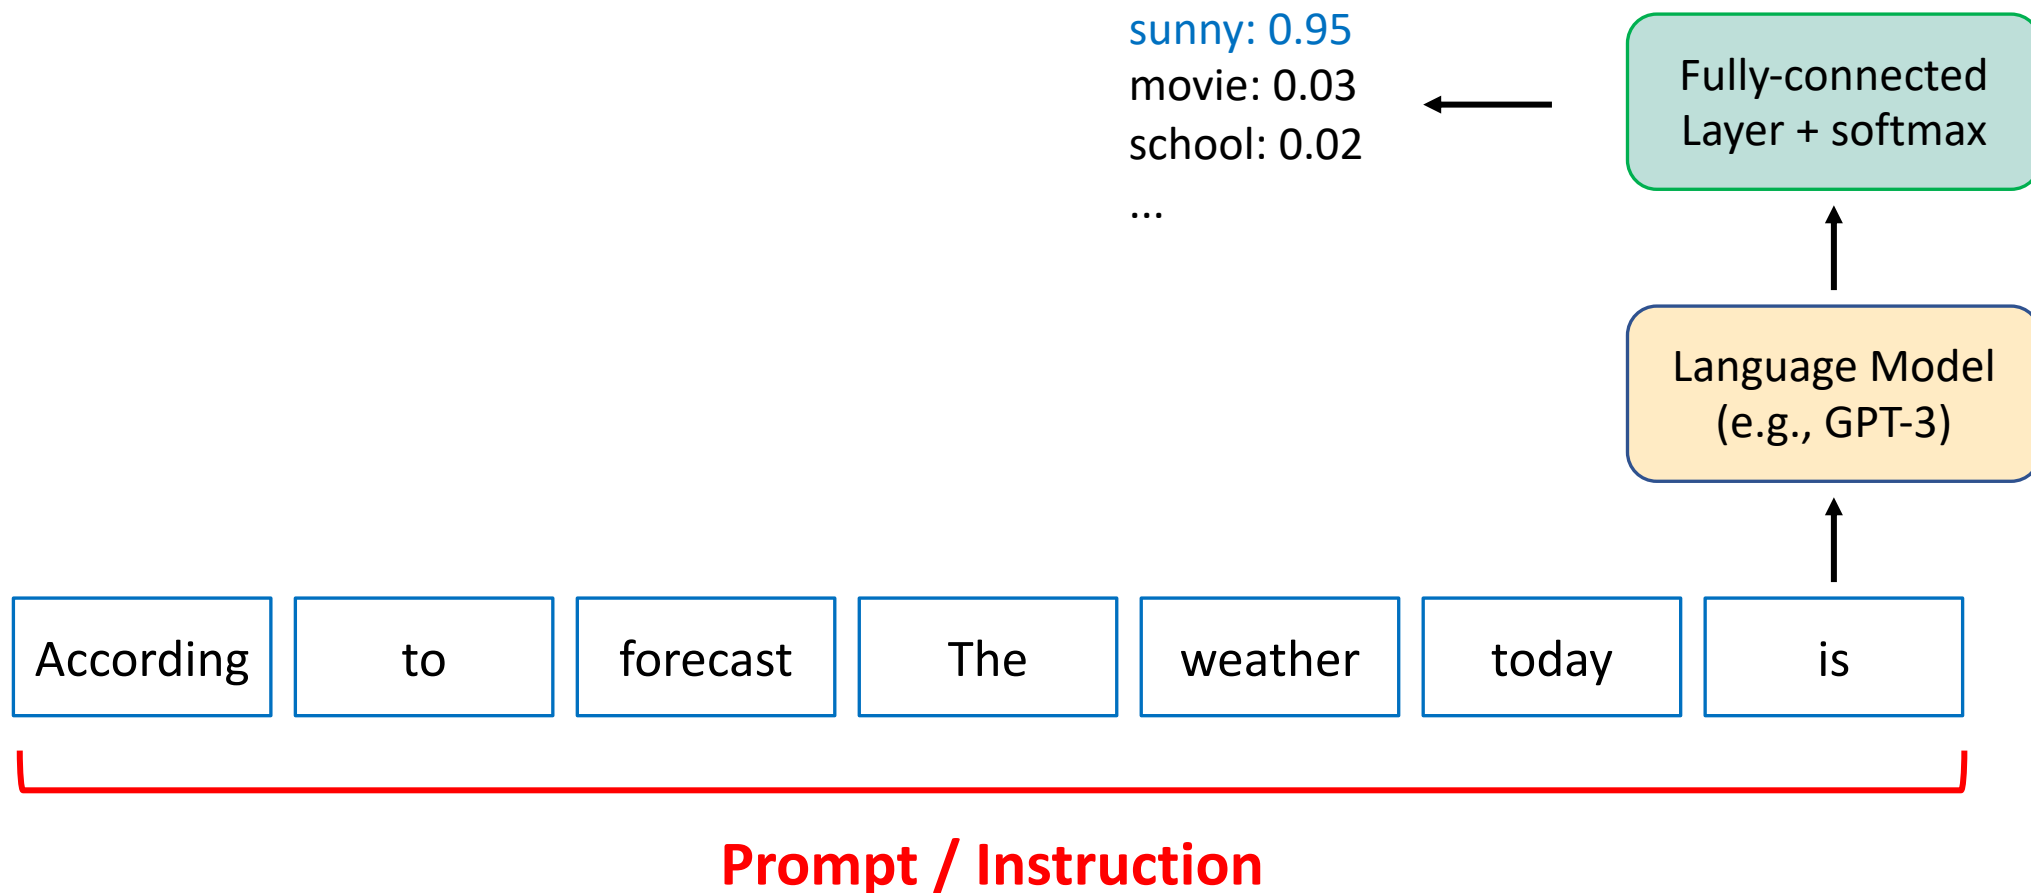 sunny: 0.95
movie: 0.03
school: 0.02
...
Fully-connected
Layer + softmax
Language Model
(e.g., GPT-3)
According to forecast The weather today is
Prompt / Instruction